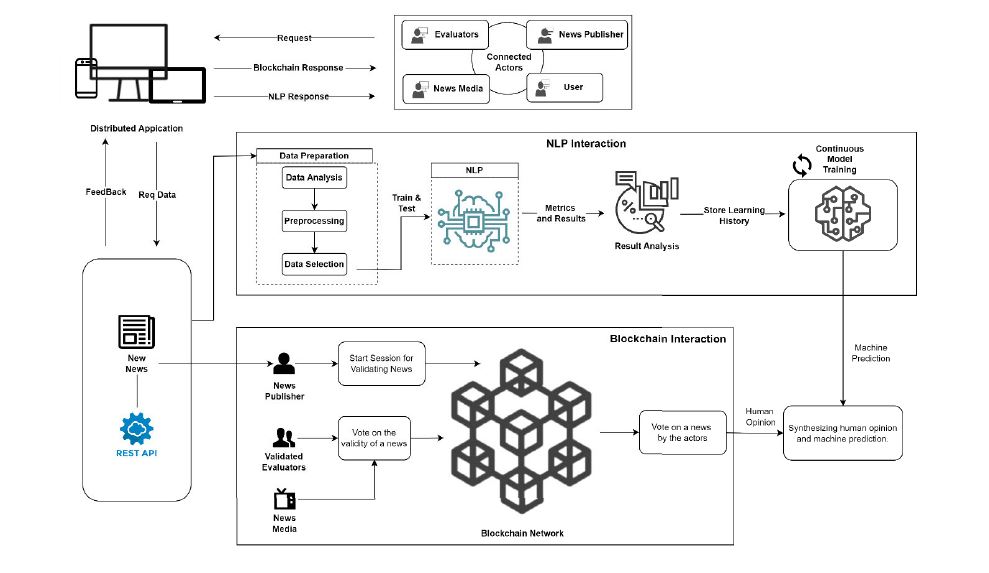 Request
Blockchain Response
NLP Response
Evaluators
News Publisher
Connected
Actors
News Media
User
Distributed Appication
FeedBack
Req Data
NLP Interaction
Data Preparation
Data Analysis
Preprocessing
Data Selection
Train &
Test
NLP
Metrics
and Results
Result Analysis
Store Learning
History
Continuous
Model
Training
New
News
REST API
Blockchain Interaction
News
Publisher
Start Session for
Validating News
Validated
Evaluators
Vote on the
validity of a news
News
Media
Blockchain Network
Vote on a news
by the actors
Human
Opinion
Machine
Prediction
Synthesizing human opinion
and machine prediction.